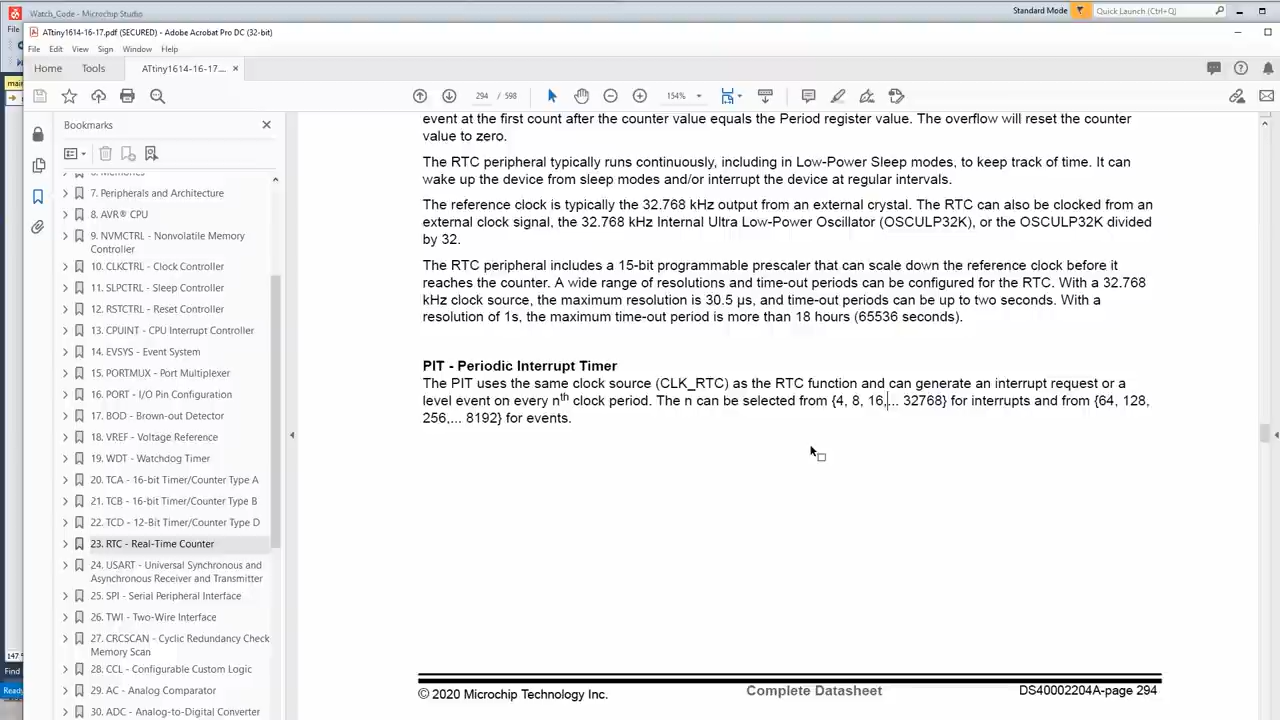 Watch_Code - Microchip Studio
Standard Mode
Quick Launch (Ctrl+Q)
File
ATtiny1614-16-17.pdf (SECURED) - Adobe Acrobat Pro DC (32-bit)
File Edit View Sign Window Help
Home Tools ATtiny1614-16-17.... ×
294 / 598 154%
Bookmarks
7. Peripherals and Architecture
8. AVR® CPU
9. NVMCTRL - Nonvolatile Memory
Controller
10. CLKCTRL - Clock Controller
11. SLPCTRL - Sleep Controller
12. RSTCTRL - Reset Controller
13. CPUINT - CPU Interrupt Controller
14. EVSYS - Event System
15. PORTMUX - Port Multiplexer
16. PORT - I/O Pin Configuration
17. BOD - Brown-out Detector
18. VREF - Voltage Reference
19. WDT - Watchdog Timer
20. TCA - 16-bit Timer/Counter Type A
21. TCB - 16-bit Timer/Counter Type B
22. TCD - 12-Bit Timer/Counter Type D
23. RTC - Real-Time Counter
24. USART - Universal Synchronous and
Asynchronous Receiver and Transmitter
25. SPI - Serial Peripheral Interface
26. TWI - Two-Wire Interface
27. CRCSCAN - Cyclic Redundancy Check
Memory Scan
28. CCL - Configurable Custom Logic
29. AC - Analog Comparator
30. ADC - Analog-to-Digital Converter
event at the first count after the counter value equals the Period register value. The overflow will reset the counter
value to zero.
The RTC peripheral typically runs continuously, including in Low-Power Sleep modes, to keep track of time. It can
wake up the device from sleep modes and/or interrupt the device at regular intervals.
The reference clock is typically the 32.768 kHz output from an external crystal. The RTC can also be clocked from an
external clock signal, the 32.768 kHz Internal Ultra Low-Power Oscillator (OSCULP32K), or the OSCULP32K divided
by 32.
The RTC peripheral includes a 15-bit programmable prescaler that can scale down the reference clock before it
reaches the counter. A wide range of resolutions and time-out periods can be configured for the RTC. With a 32.768
kHz clock source, the maximum resolution is 30.5 μs, and time-out periods can be up to two seconds. With a
resolution of 1s, the maximum time-out period is more than 18 hours (65536 seconds).
PIT - Periodic Interrupt Timer
The PIT uses the same clock source (CLK_RTC) as the RTC function and can generate an interrupt request or a
level event on every nth clock period. The n can be selected from {4, 8, 16,... 32768} for interrupts and from {64, 128,
256,... 8192} for events.
© 2020 Microchip Technology Inc. Complete Datasheet DS40002204A-page 294
Ready